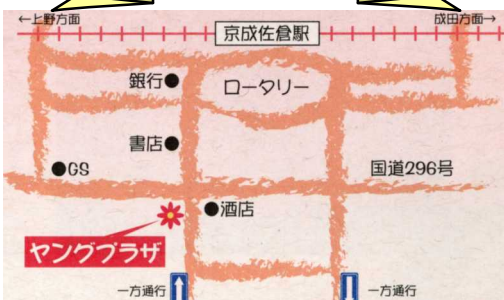 ←上野方面
成田方面→
京成佐倉駅
銀行
ロータリー
書店
GS
国道296号
酒店
ヤングプラザ
一方通行
一方通行